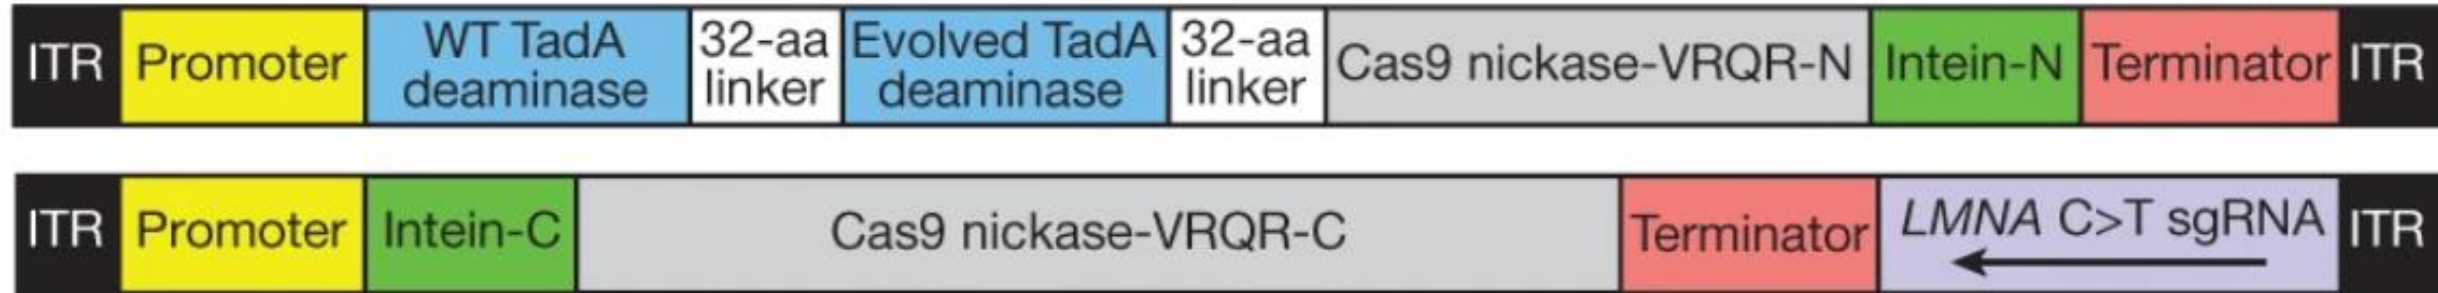 ITR Promoter WT TadA deaminase 32-aa linker Evolved TadA deaminase 32-aa linker Cas9 nickase-VRQR-N Intein-N Terminator ITR
ITR Promoter Intein-C Cas9 nickase-VRQR-C Terminator LMNA C>T sgRNA ITR